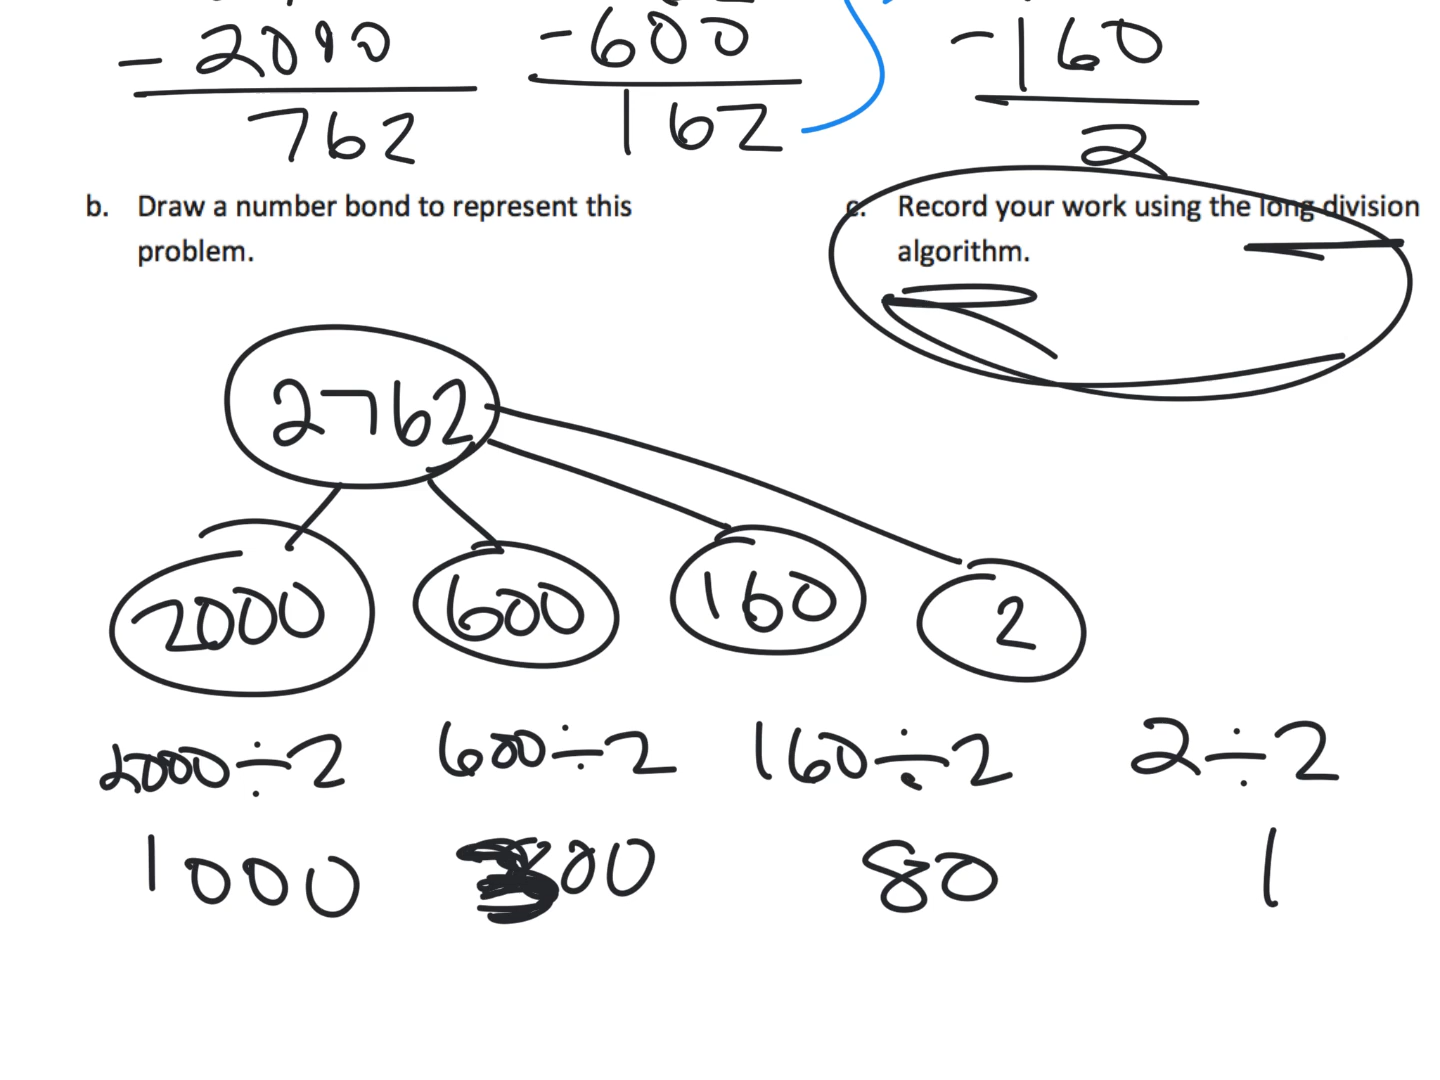 - 2000 - 600 - 160
762 162 2
b. Draw a number bond to represent this
problem.
c. Record your work using the long division
algorithm.
2762
2000 600 160 2
2000 ÷ 2 600 ÷ 2 160 ÷ 2 2 ÷ 2
1000 300 80 1